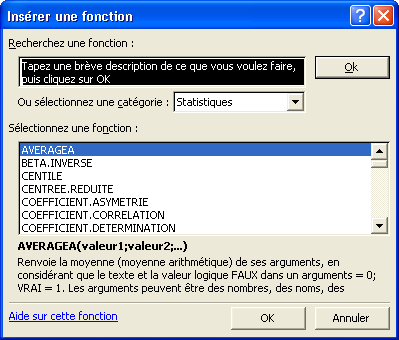 Insérer une fonction
Recherchez une fonction :
Tapez une brève description de ce que vous voulez faire,
puis cliquez sur OK
Ok
Ou sélectionnez une catégorie : Statistiques
Sélectionnez une fonction :
AVERAGEA
BETA.INVERSE
CENTILE
CENTREE.REDUITE
COEFFICIENT.ASYMETRIE
COEFFICIENT.CORRELATION
COEFFICIENT.DETERMINATION
AVERAGEA(valeur1;valeur2;...)
Renvoie la moyenne (moyenne arithmétique) de ses arguments, en
considérant que le texte et la valeur logique FAUX dans un arguments = 0;
VRAI = 1. Les arguments peuvent être des nombres, des noms, des
Aide sur cette fonction
OK
Annuler